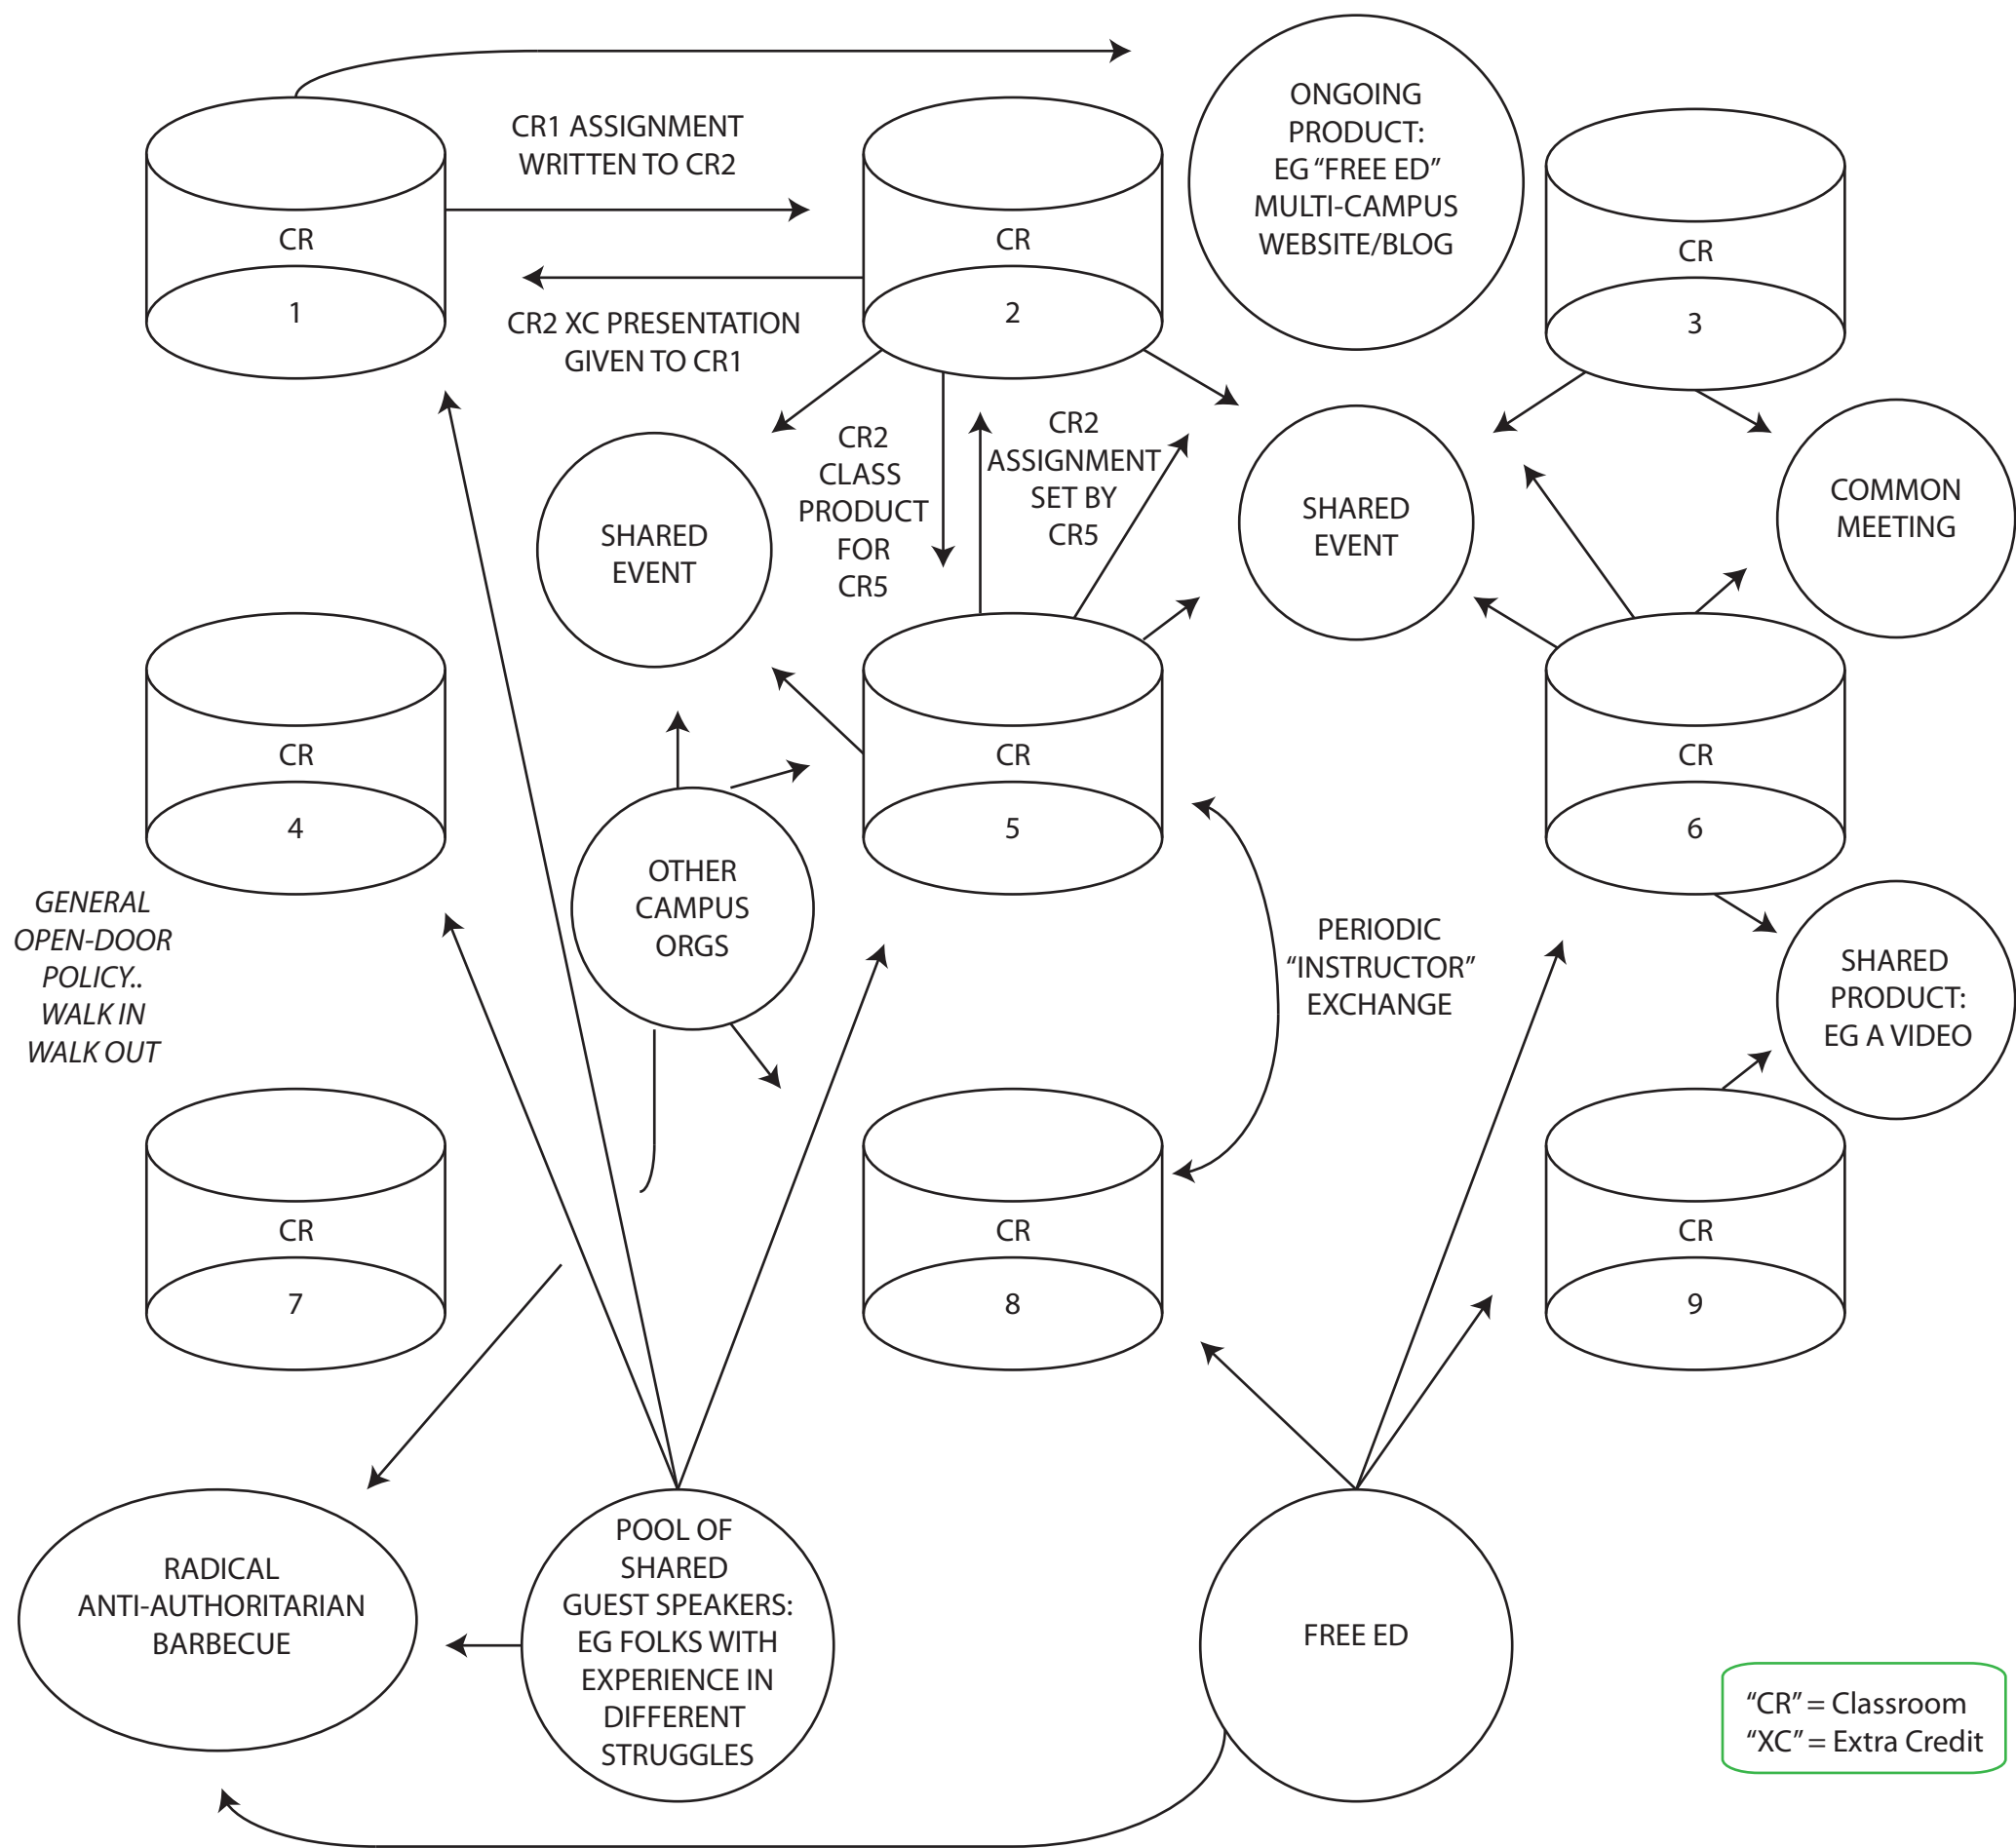 CR1 ASSIGNMENT
WRITTEN TO CR2
CR
1
CR2 XC PRESENTATION
GIVEN TO CR1
CR
2
ONGOING
PRODUCT:
EG “FREE ED”
MULTI-CAMPUS
WEBSITE/BLOG
CR
3
SHARED
EVENT
CR2
CLASS
PRODUCT
FOR
CR5
CR2
ASSIGNMENT
SET BY
CR5
SHARED
EVENT
COMMON
MEETING
CR
4
CR
5
CR
6
GENERAL
OPEN-DOOR
POLICY..
WALK IN
WALK OUT
OTHER
CAMPUS
ORGS
PERIODIC
“INSTRUCTOR”
EXCHANGE
SHARED
PRODUCT:
EG A VIDEO
CR
7
CR
8
CR
9
RADICAL
ANTI-AUTHORITARIAN
BARBECUE
POOL OF
SHARED
GUEST SPEAKERS:
EG FOLKS WITH
EXPERIENCE IN
DIFFERENT
STRUGGLES
FREE ED
“CR” = Classroom
“XC” = Extra Credit